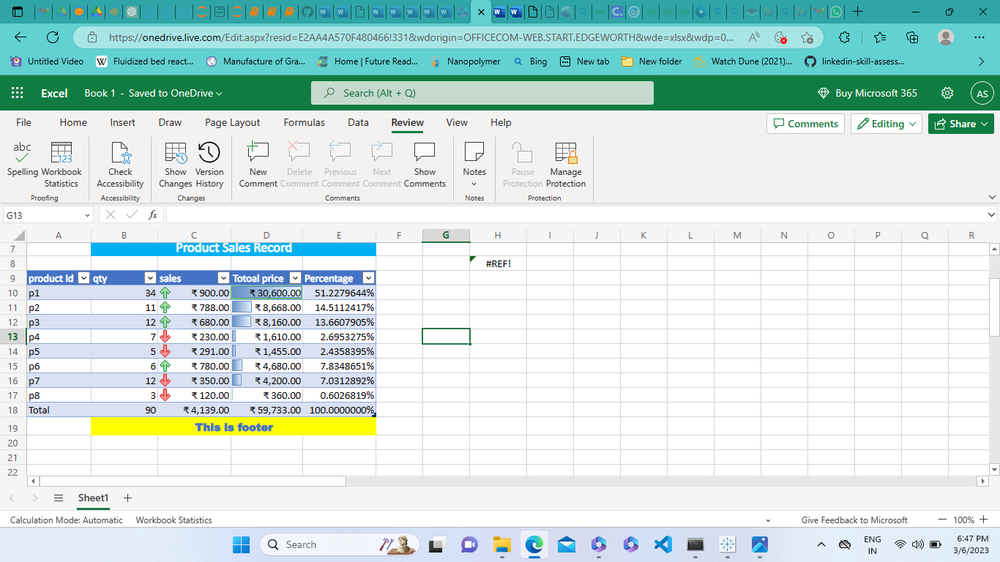 https://onedrive.live.com/Edit.aspx?resid=E2AA4A570F480466!331&wdorigin=OFFICECOM-WEB.START.EDGEWORTH&wde=xlsx&wdp=0...
Untitled Video Fluidized bed react... Manufacture of Gra... Home | Future Read... Nanopolymer Bing New tab New folder Watch Dune (2021)... linkedin-skill-assess...
Excel Book 1 - Saved to OneDrive Search (Alt + Q) Buy Microsoft 365 AS
File Home Insert Draw Page Layout Formulas Data Review View Help Comments Editing Share
abc 123
Spelling Workbook Check Show Version New Delete Previous Next Show Notes Pause Manage
Statistics Accessibility Changes History Comment Comment Comment Comment Comments Protection Protection
Proofing Accessibility Changes Comments Notes Protection
G13 fx
A B C D E F G H I J K L M N O P Q R
7 Product Sales Record
8 #REF!
9 product Id qty sales Totoal price Percentage
10 p1 34 ₹ 900.00 ₹ 30,600.00 51.2279644%
11 p2 11 ₹ 788.00 ₹ 8,668.00 14.5112417%
12 p3 12 ₹ 680.00 ₹ 8,160.00 13.6607905%
13 p4 7 ₹ 230.00 ₹ 1,610.00 2.6953275%
14 p5 5 ₹ 291.00 ₹ 1,455.00 2.4358395%
15 p6 6 ₹ 780.00 ₹ 4,680.00 7.8348651%
16 p7 12 ₹ 350.00 ₹ 4,200.00 7.0312892%
17 p8 3 ₹ 120.00 ₹ 360.00 0.6026819%
18 Total 90 ₹ 4,139.00 ₹ 59,733.00 100.0000000%
19 This is footer
20
21
22
Sheet1
Calculation Mode: Automatic Workbook Statistics Give Feedback to Microsoft 100%
Search ENG 6:47 PM
IN 3/6/2023